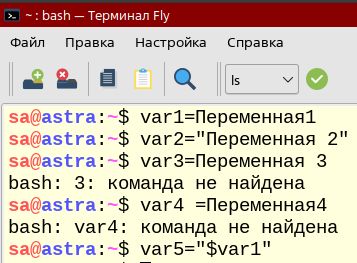 ~ : bash — Терминал Fly
Файл Правка Настройка Справка
ls
sa@astra:~$ var1=Переменная1
sa@astra:~$ var2="Переменная 2"
sa@astra:~$ var3=Переменная 3
bash: 3: команда не найдена
sa@astra:~$ var4 =Переменная4
bash: var4: команда не найдена
sa@astra:~$ var5="$var1"